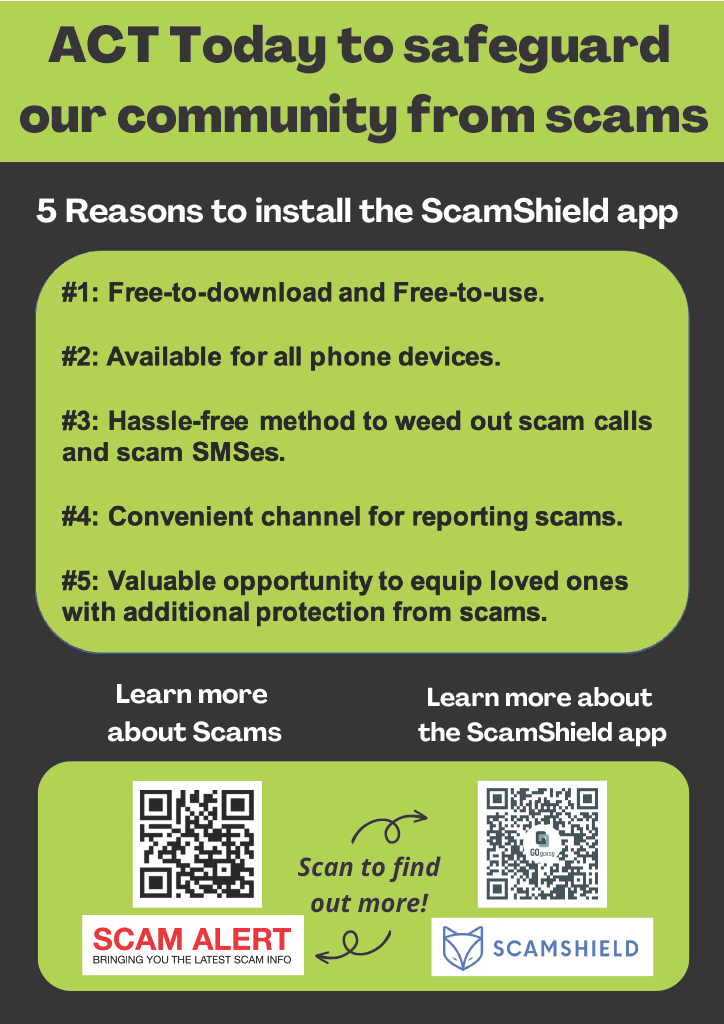 ACT Today to safeguard
our community from scams
5 Reasons to install the ScamShield app
#1: Free-to-download and Free-to-use.
#2: Available for all phone devices.
#3: Hassle-free method to weed out scam calls
and scam SMSes.
#4: Convenient channel for reporting scams.
#5: Valuable opportunity to equip loved ones
with additional protection from scams.
Learn more
about Scams
Learn more about
the ScamShield app
GOgovsg
Scan to find
out more!
SCAM ALERT
BRINGING YOU THE LATEST SCAM INFO
SCAMSHIELD